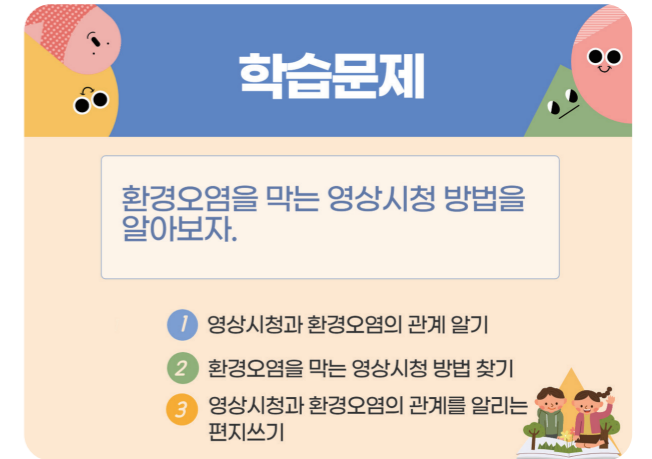 학습문제
환경오염을 막는 영상시청 방법을
알아보자.
1 영상시청과 환경오염의 관계 알기
2 환경오염을 막는 영상시청 방법 찾기
3 영상시청과 환경오염의 관계를 알리는
편지쓰기